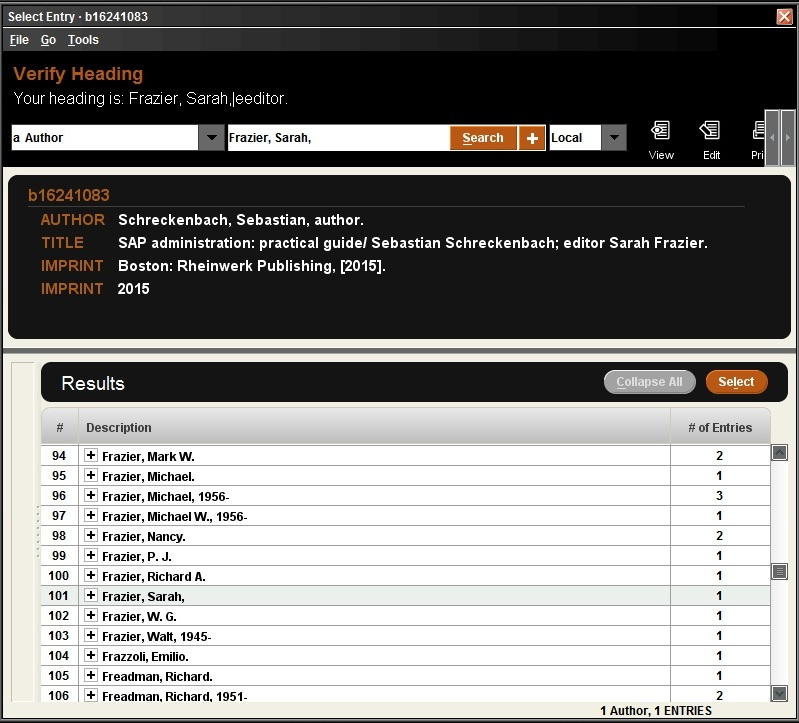 Select Entry · b16241083
File Go Tools
Verify Heading
Your heading is: Frazier, Sarah,|eeditor.
a Author Frazier, Sarah, Search + Local View Edit Pri
b16241083
AUTHOR Schreckenbach, Sebastian, author.
TITLE SAP administration: practical guide/ Sebastian Schreckenbach; editor Sarah Frazier.
IMPRINT Boston: Rheinwerk Publishing, [2015].
IMPRINT 2015
Results Collapse All Select
# Description # of Entries
94 + Frazier, Mark W. 2
95 + Frazier, Michael. 1
96 + Frazier, Michael, 1956- 3
97 + Frazier, Michael W., 1956- 1
98 + Frazier, Nancy. 2
99 + Frazier, P. J. 1
100 + Frazier, Richard A. 1
101 + Frazier, Sarah, 1
102 + Frazier, W. G. 1
103 + Frazier, Walt, 1945- 1
104 + Frazzoli, Emilio. 1
105 + Freadman, Richard. 1
106 + Freadman, Richard, 1951- 2
1 Author, 1 ENTRIES